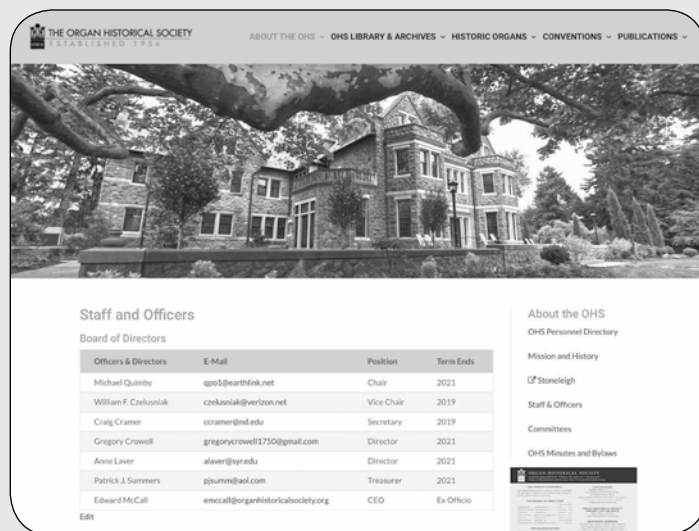 THE ORGAN HISTORICAL SOCIETY
ESTABLISHED 1956
ABOUT THE OHS OHS LIBRARY & ARCHIVES HISTORIC ORGANS CONVENTIONS PUBLICATIONS
Staff and Officers
Board of Directors
Officers & Directors E-Mail Position Term Ends
Michael Quimby qpo1@earthlink.net Chair 2021
William F. Czelusniak czelusniak@verizon.net Vice Chair 2019
Craig Cramer ccramer@nd.edu Secretary 2019
Gregory Crowell gregorycrowell1750@gmail.com Director 2021
Anne Laver alaver@syr.edu Director 2021
Patrick J. Summers pjsumm@aol.com Treasurer 2021
Edward McCall emccall@organhistoricalsociety.org CEO Ex Officio
Edit
About the OHS
OHS Personnel Directory
Mission and History
Stoneleigh
Staff & Officers
Committees
OHS Minutes and Bylaws
ORGAN HISTORICAL SOCIETY